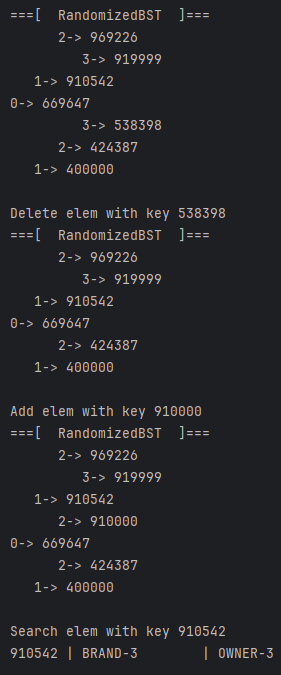 ===[  RandomizedBST  ]===
      2-> 969226
         3-> 919999
   1-> 910542
0-> 669647
         3-> 538398
      2-> 424387
   1-> 400000

Delete elem with key 538398
===[  RandomizedBST  ]===
      2-> 969226
         3-> 919999
   1-> 910542
0-> 669647
      2-> 424387
   1-> 400000

Add elem with key 910000
===[  RandomizedBST  ]===
      2-> 969226
         3-> 919999
   1-> 910542
      2-> 910000
0-> 669647
      2-> 424387
   1-> 400000

Search elem with key 910542
910542 | BRAND-3        | OWNER-3